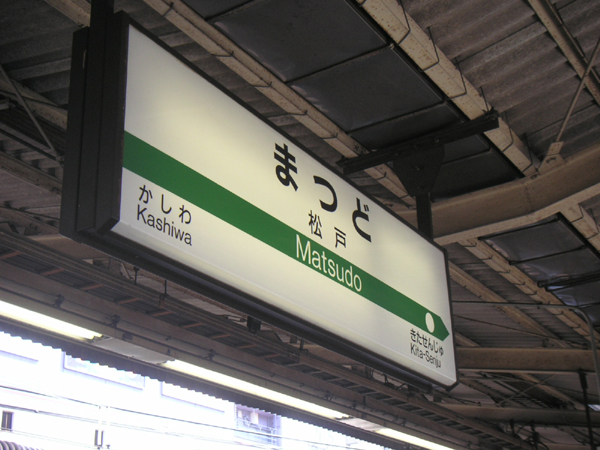 まつど
松戸
Matsudo
かしわ
Kashiwa
きたせんじゅ
Kita-Senju